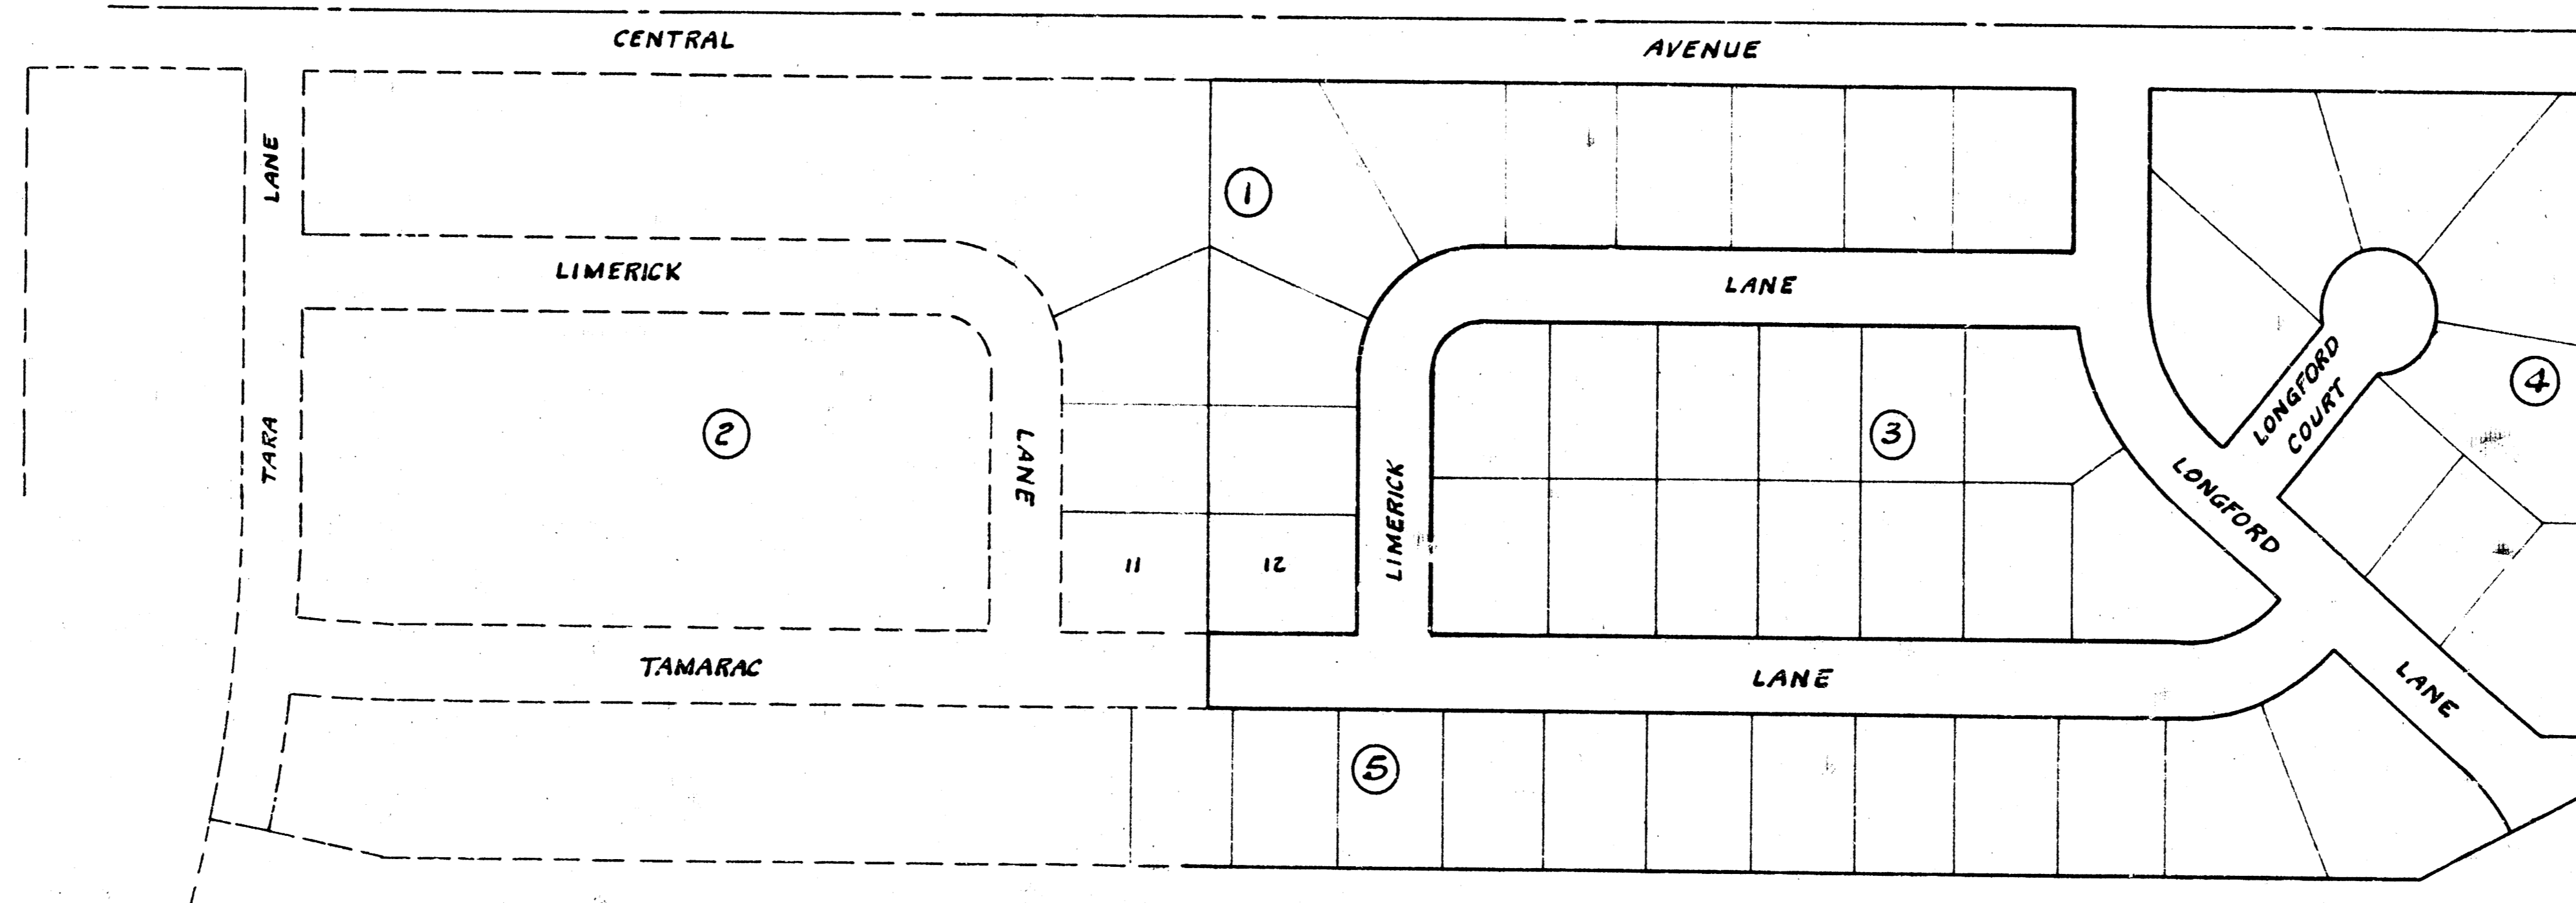 CENTRAL AVENUE
LANE
1
LIMERICK
LANE
LONGFORD
COURT
4
2
3
TARA
LANE
LIMERICK
LONGFORD
11
12
TAMARAC
LANE
LANE
5